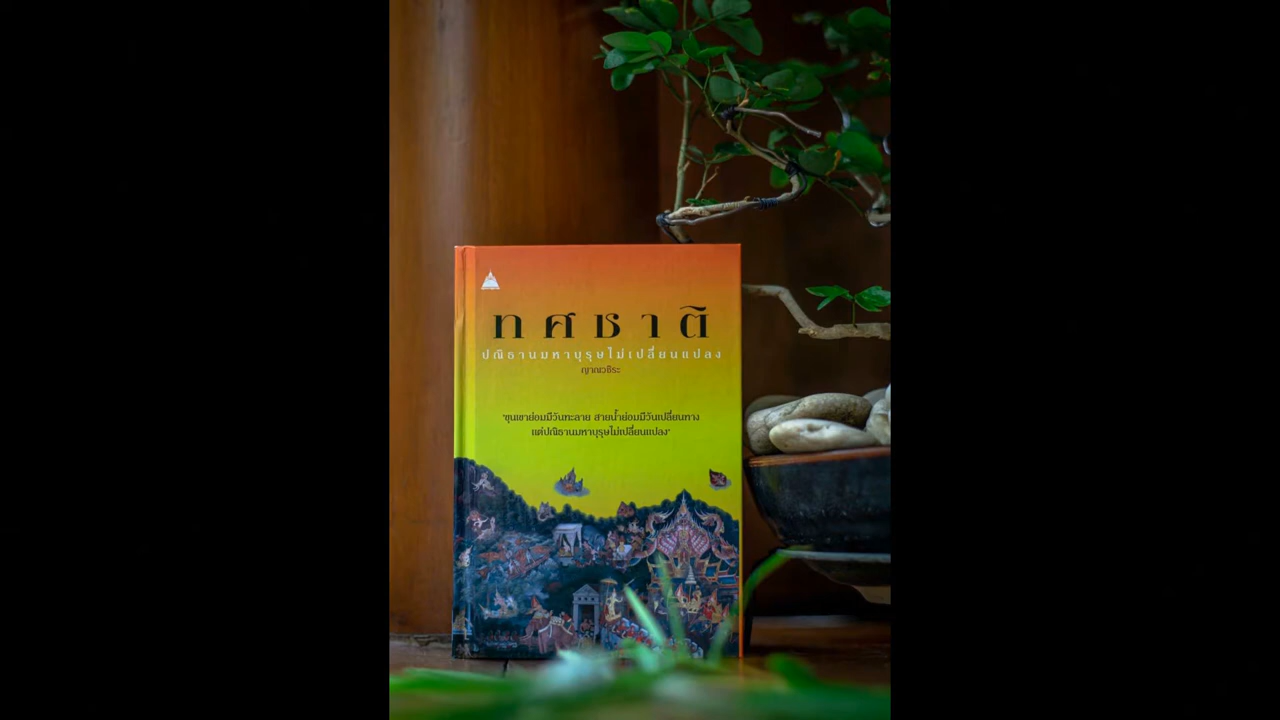 ทศชาติ
ปณิธานมหาบุรุษไม่เปลี่ยนแปลง
ญาณวชิระ
"ขุนเขาย่อมมีวันทะลาย สายน้ำย่อมมีวันเปลี่ยนทาง
แต่ปณิธานมหาบุรุษไม่เปลี่ยนแปลง"